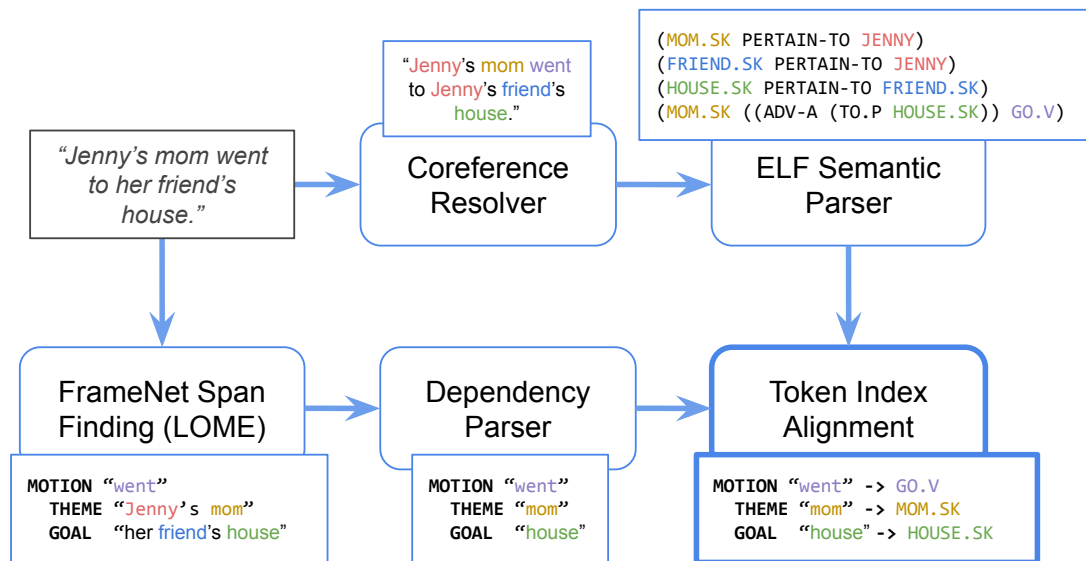 “Jenny’s mom went
to her friend’s
house.”
“Jenny’s mom went
to Jenny’s friend’s
house.”
Coreference
Resolver
(MOM.SK PERTAIN-TO JENNY)
(FRIEND.SK PERTAIN-TO JENNY)
(HOUSE.SK PERTAIN-TO FRIEND.SK)
(MOM.SK ((ADV-A (TO.P HOUSE.SK)) GO.V)
ELF Semantic
Parser
FrameNet Span
Finding (LOME)
MOTION “went”
THEME “Jenny’s mom”
GOAL “her friend’s house”
Dependency
Parser
MOTION “went”
THEME “mom”
GOAL “house”
Token Index
Alignment
MOTION “went” -> GO.V
THEME “mom” -> MOM.SK
GOAL “house” -> HOUSE.SK